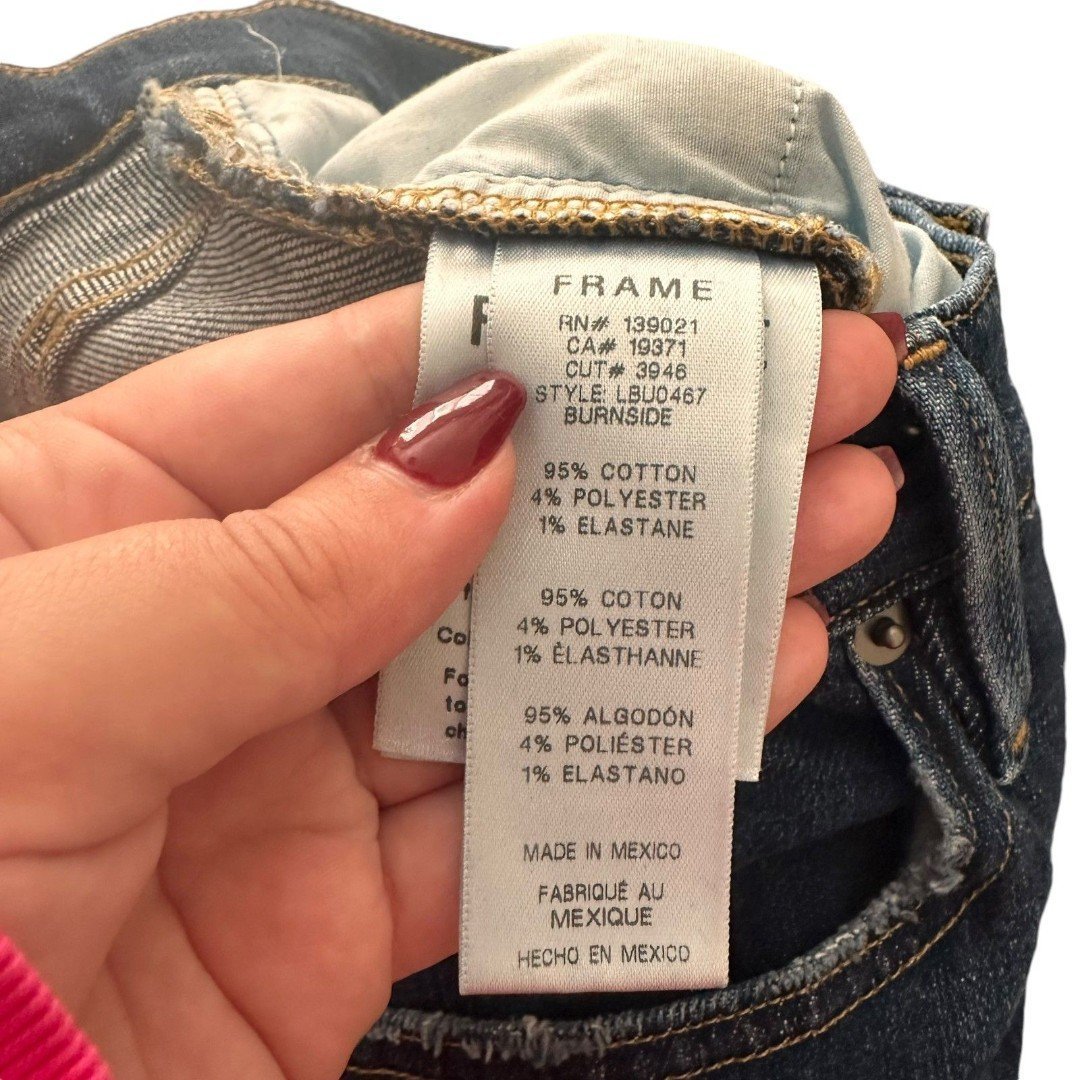 FRAME
RN# 139021
CA# 19371
CUT# 3946
STYLE: LBU0467
BURNSIDE
95% COTTON
4% POLYESTER
1% ELASTANE
95% COTON
4% POLYESTER
1% ÉLASTHANNE
95% ALGODÓN
4% POLIÉSTER
1% ELASTANO
MADE IN MEXICO
FABRIQUÉ AU
MEXIQUE
HECHO EN MEXICO